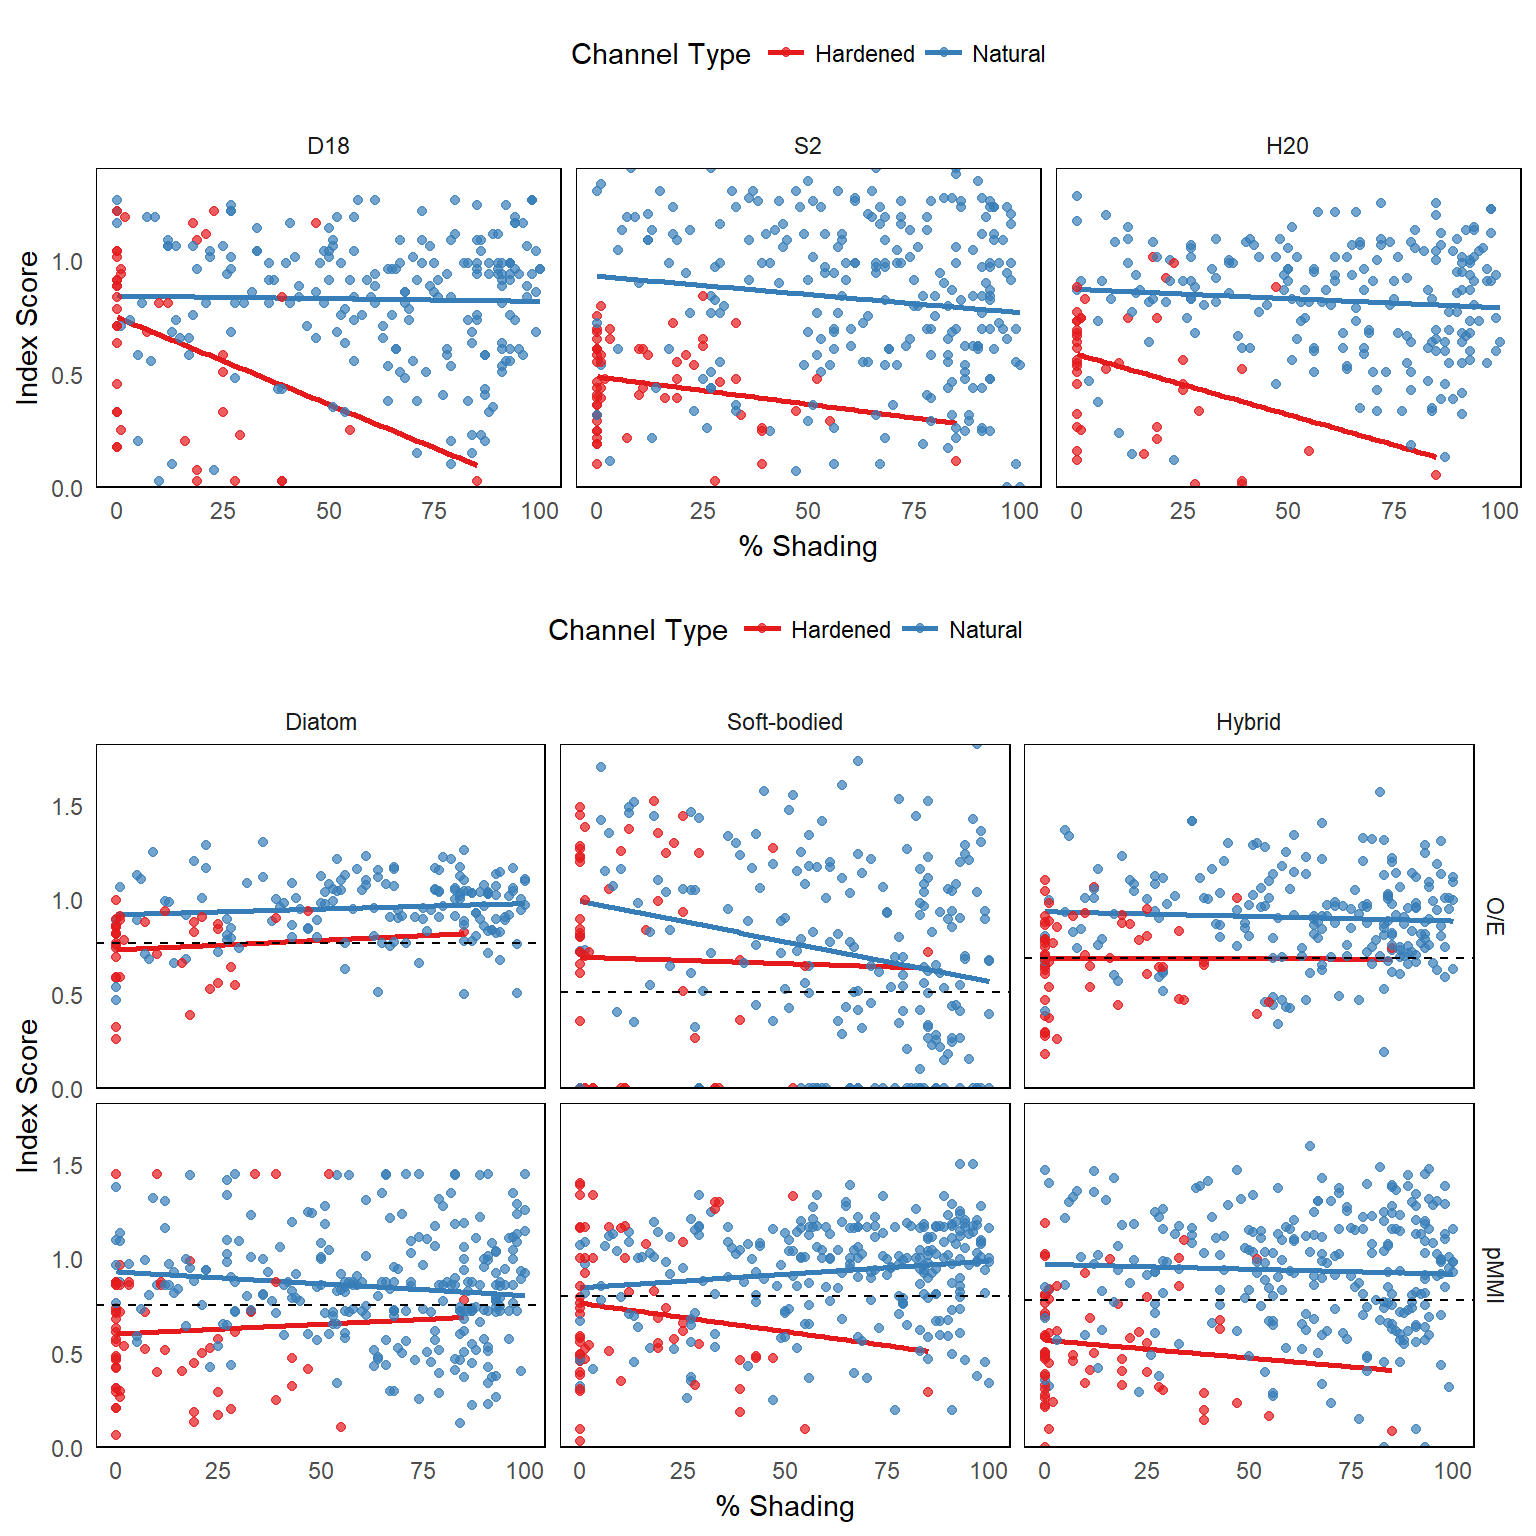 Channel Type Hardened Natural
D18 S2 H20
Index Score
1.0
0.5
0.0
0 25 50 75 100 0 25 50 75 100 0 25 50 75 100
% Shading
Channel Type Hardened Natural
Diatom Soft-bodied Hybrid
Index Score
1.5
1.0
0.5
0.0
O/E
1.5
1.0
0.5
0.0
pMMI
0 25 50 75 100 0 25 50 75 100 0 25 50 75 100
% Shading